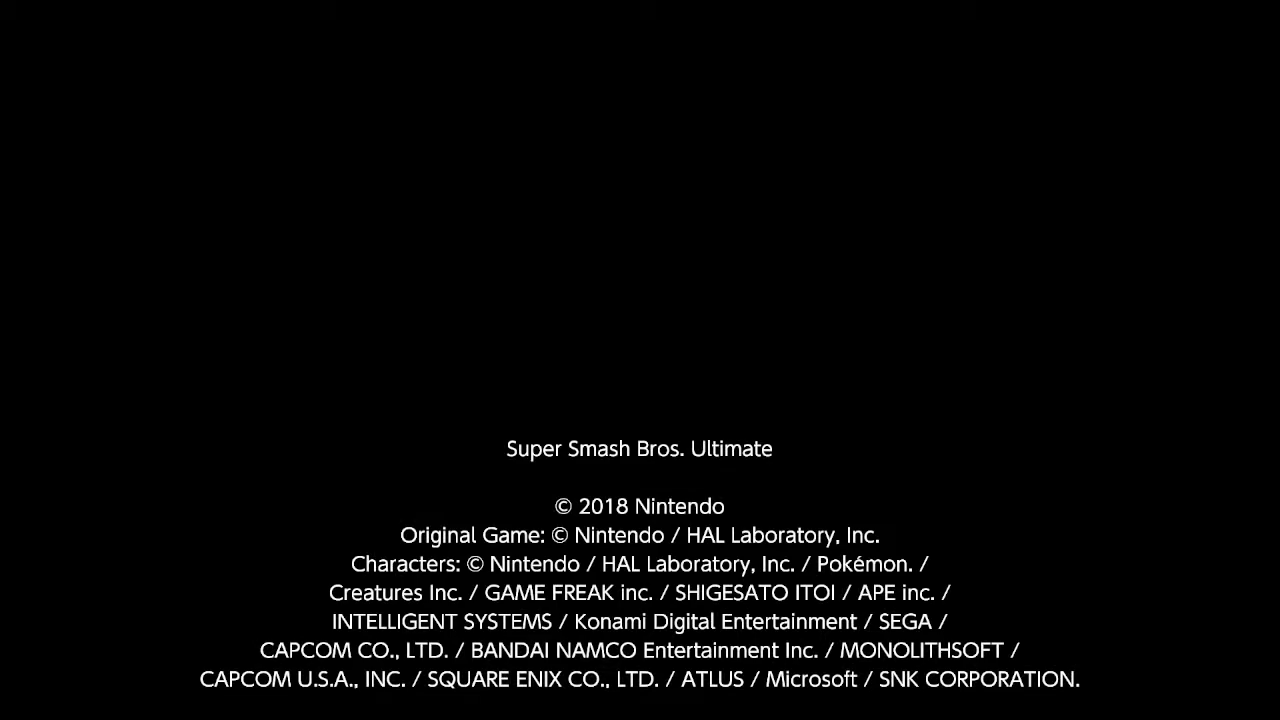 Super Smash Bros. Ultimate
© 2018 Nintendo
Original Game: © Nintendo / HAL Laboratory, Inc.
Characters: © Nintendo / HAL Laboratory, Inc. / Pokémon. /
Creatures Inc. / GAME FREAK inc. / SHIGESATO ITOI / APE inc. /
INTELLIGENT SYSTEMS / Konami Digital Entertainment / SEGA /
CAPCOM CO., LTD. / BANDAI NAMCO Entertainment Inc. / MONOLITHSOFT /
CAPCOM U.S.A., INC. / SQUARE ENIX CO., LTD. / ATLUS / Microsoft / SNK CORPORATION.